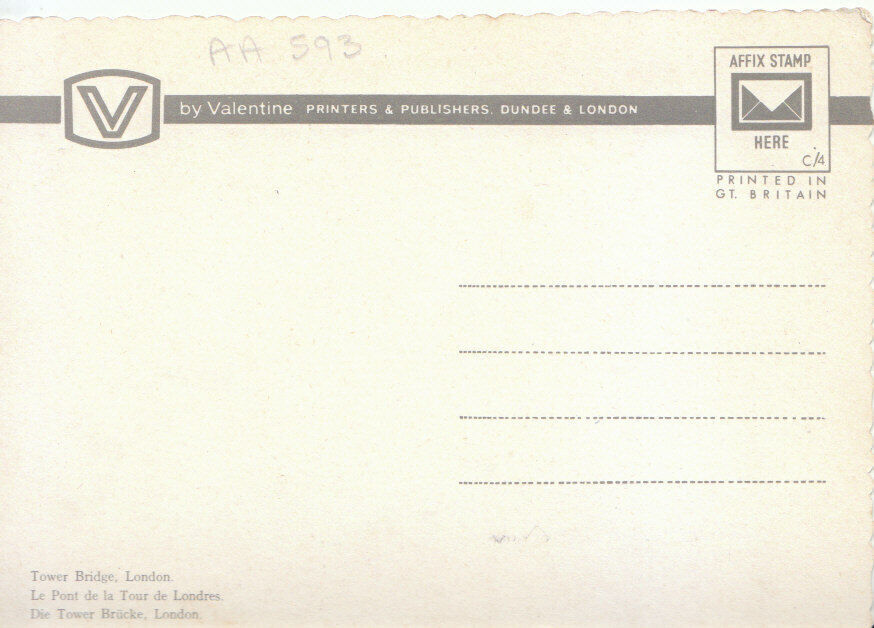 AA 593
V
by Valentine PRINTERS & PUBLISHERS. DUNDEE & LONDON
AFFIX STAMP
HERE
C/4
PRINTED IN
GT. BRITAIN
Tower Bridge, London.
Le Pont de la Tour de Londres.
Die Tower Brücke, London.